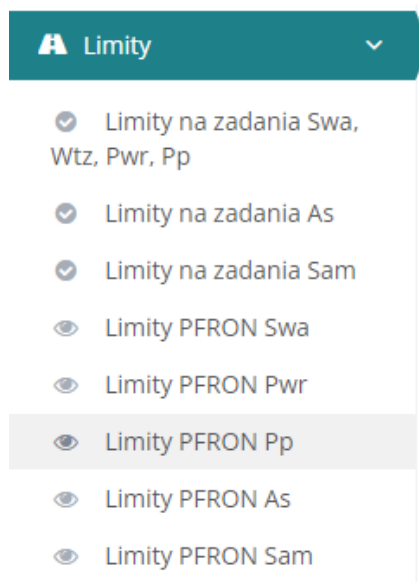 Limity
Limity na zadania Swa,
Wtz, Pwr, Pp
Limity na zadania As
Limity na zadania Sam
Limity PFRON Swa
Limity PFRON Pwr
Limity PFRON Pp
Limity PFRON As
Limity PFRON Sam